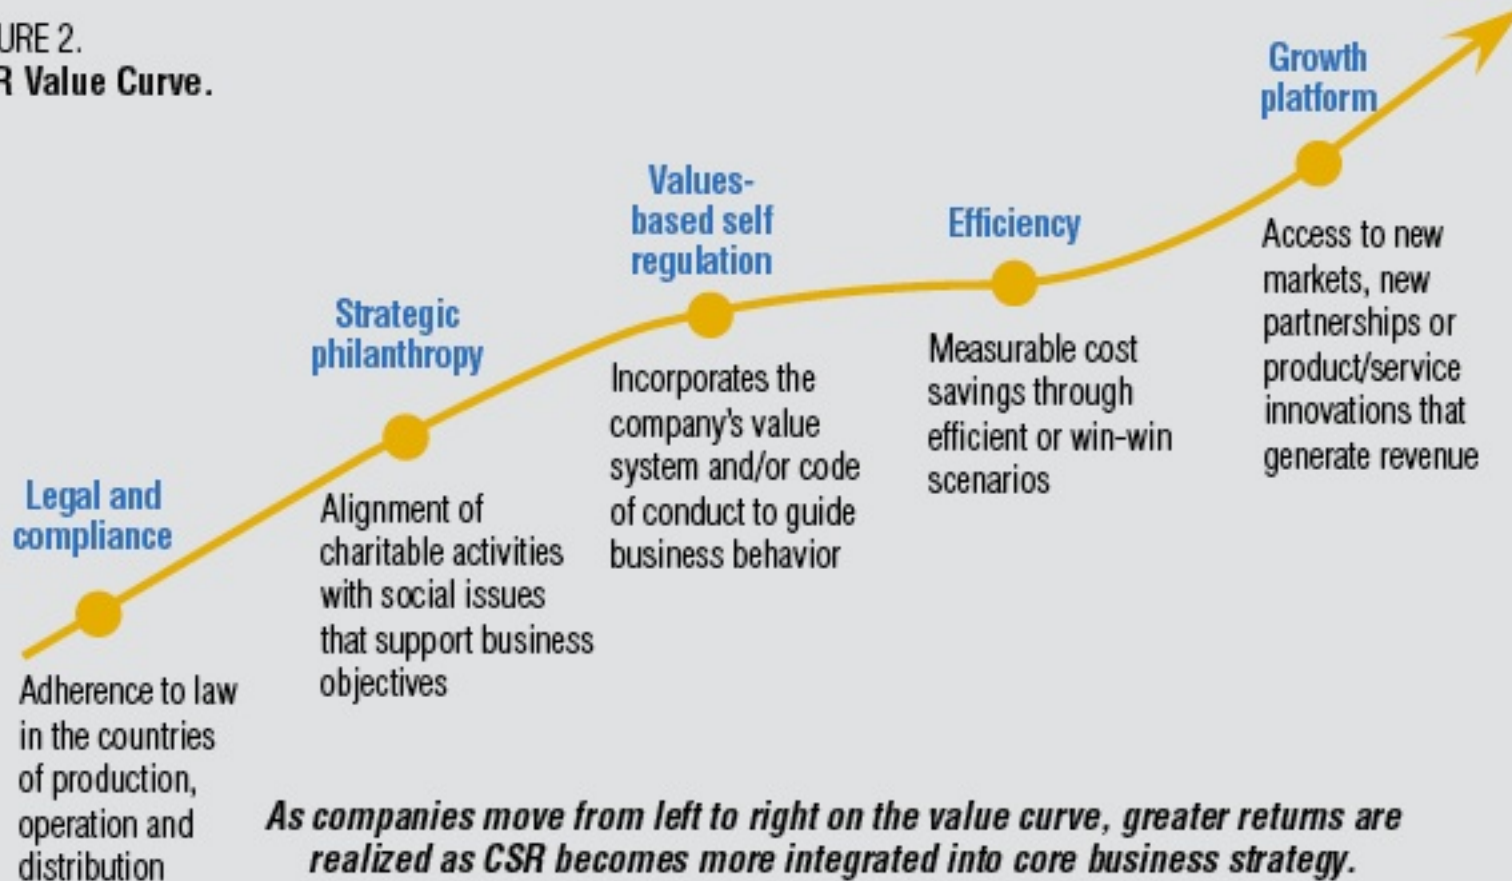 URE 2.
R Value Curve.
Legal and
compliance
Adherence to law
in the countries
of production,
operation and
distribution
Strategic
philanthropy
Alignment of
charitable activities
with social issues
that support business
objectives
Values-
based self
regulation
Incorporates the
company's value
system and/or code
of conduct to guide
business behavior
Efficiency
Measurable cost
savings through
efficient or win-win
scenarios
Growth
platform
Access to new
markets, new
partnerships or
product/service
innovations that
generate revenue
As companies move from left to right on the value curve, greater returns are
realized as CSR becomes more integrated into core business strategy.